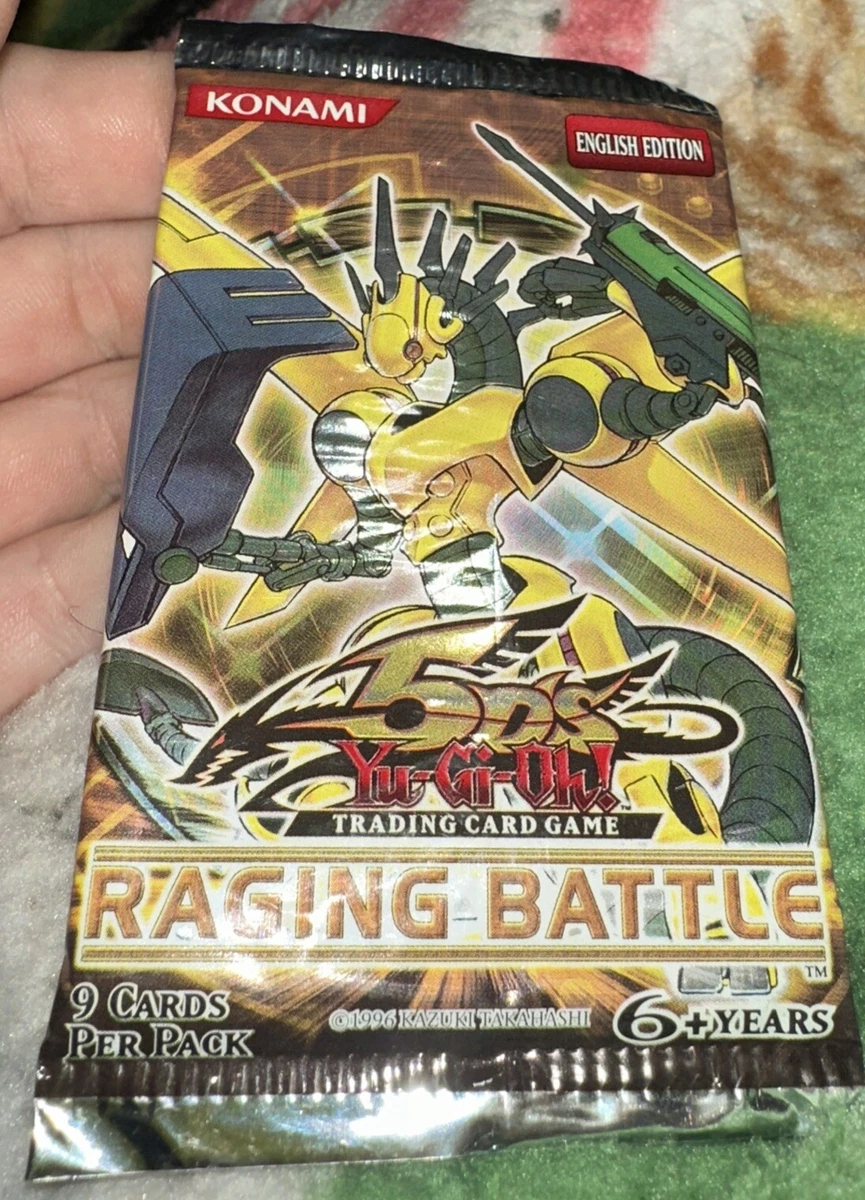 KONAMI
ENGLISH EDITION
5D's
Yu-Gi-Oh!™
TRADING CARD GAME
RAGING BATTLE™
9 CARDS
PER PACK
©1996 KAZUKI TAKAHASHI
6+ YEARS